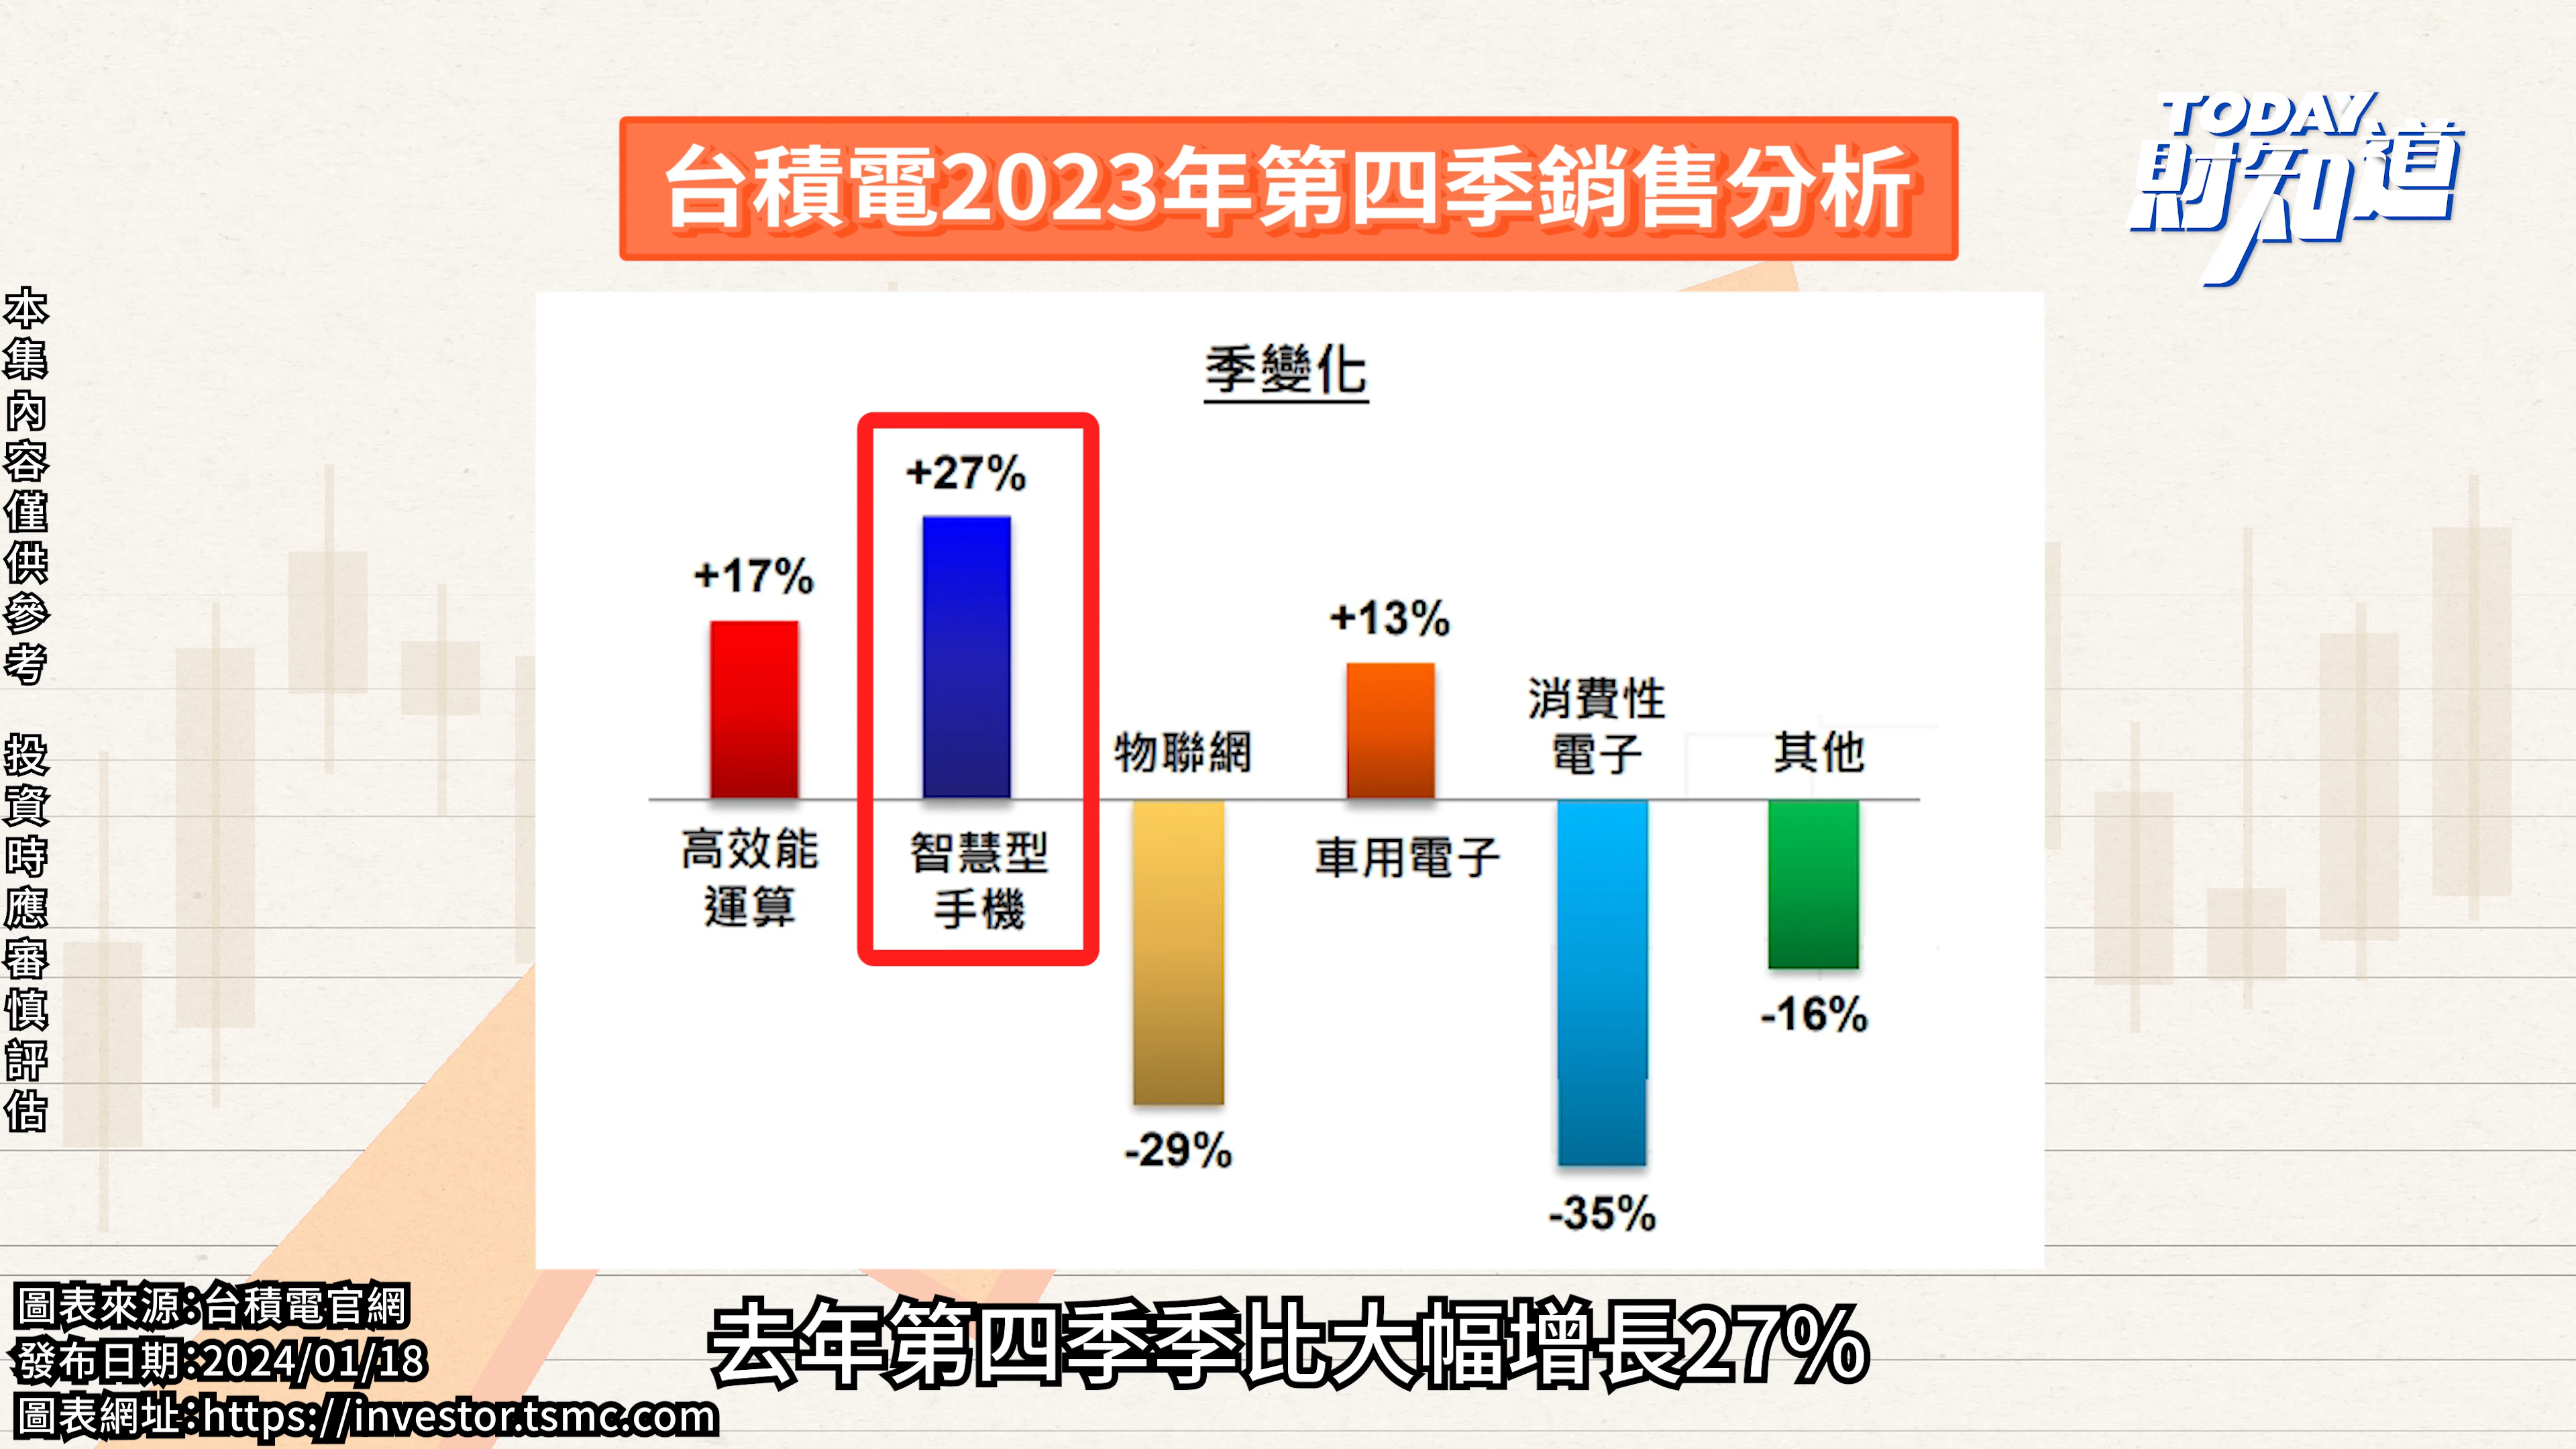 台積電2023年第四季銷售分析
TODAY
財知道
本集內容僅供參考 投資時應審慎評估
季變化
+27%
+17%
+13%
消費性
電子
物聯網
其他
高效能
運算
智慧型
手機
車用電子
-16%
-29%
-35%
圖表來源:台積電官網
發布日期:2024/01/18
圖表網址:https://investor.tsmc.com
去年第四季季比大幅增長27%